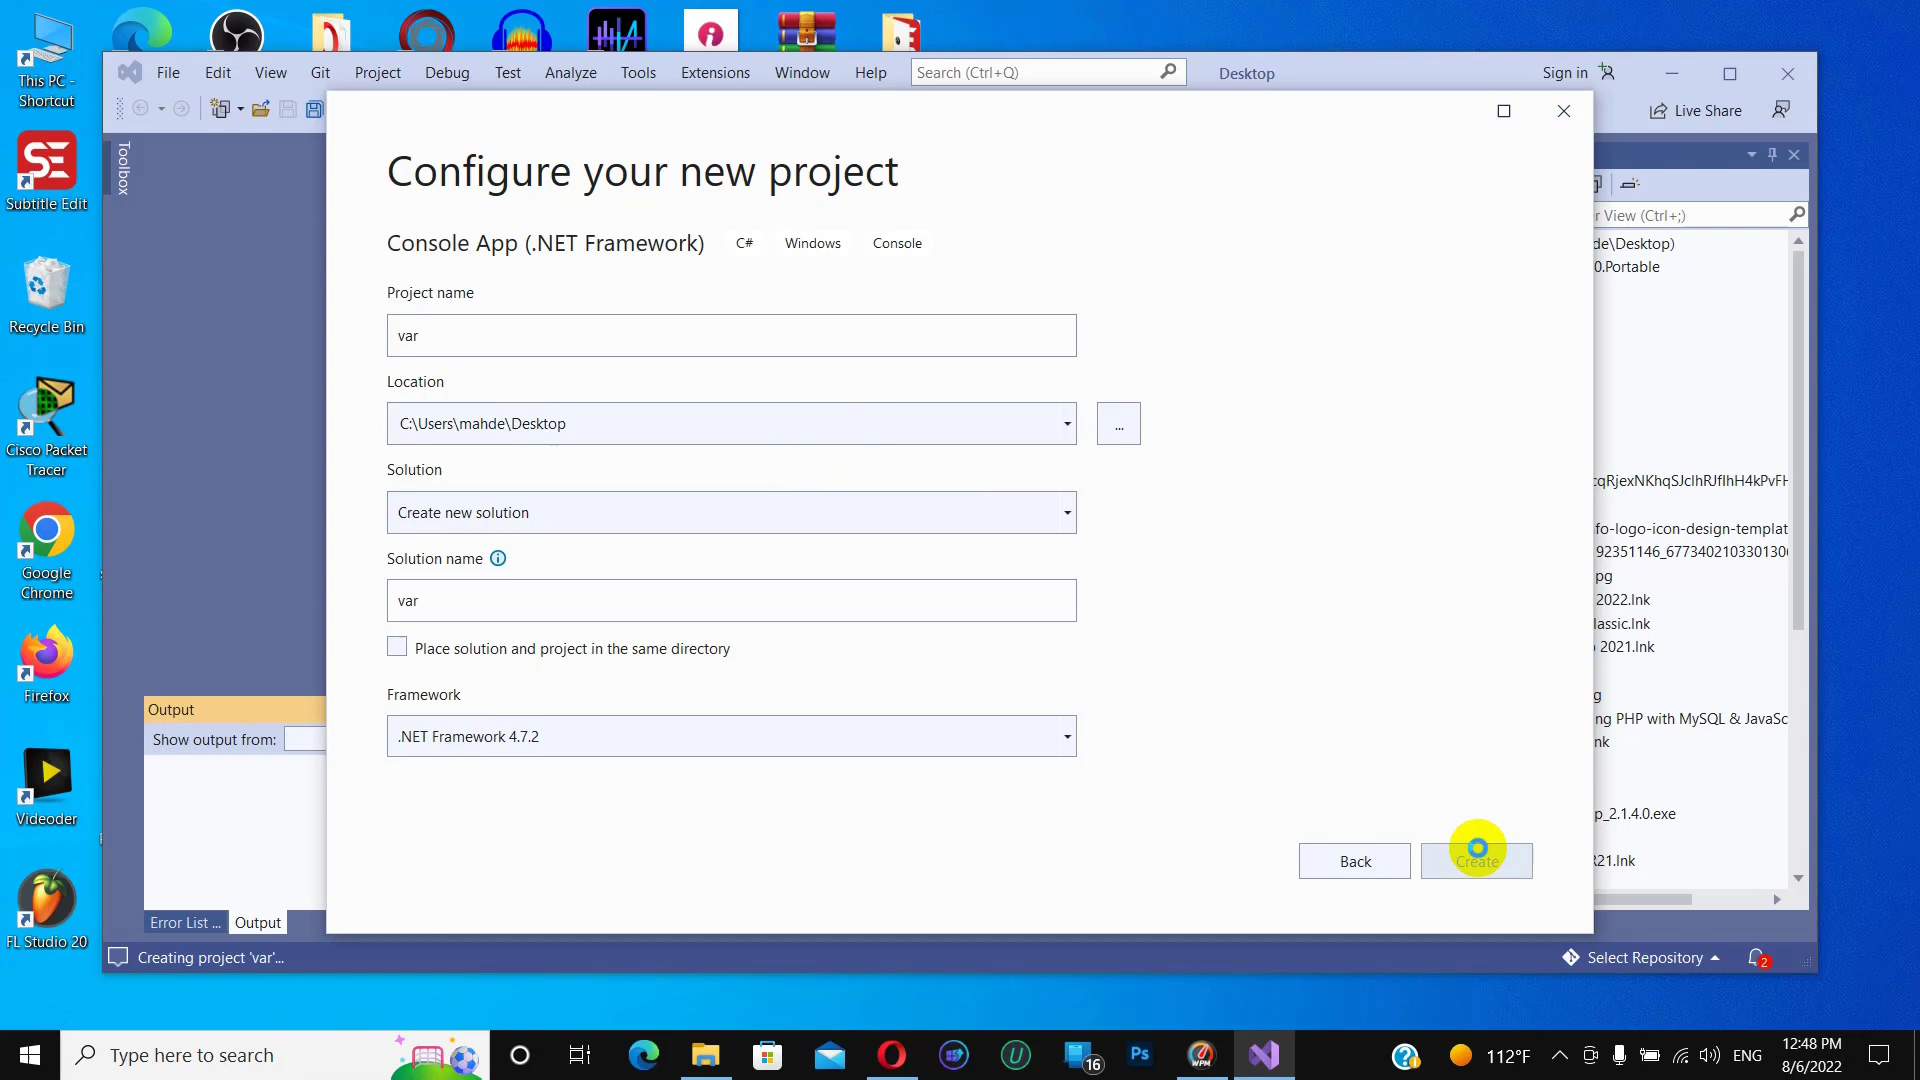 This PC -
Shortcut
Subtitle Edit
Recycle Bin
Cisco Packet
Tracer
Google
Chrome
Firefox
Videoder
FL Studio 20
File Edit View Git Project Debug Test Analyze Tools Extensions Window Help Search (Ctrl+Q) Desktop Sign in
Live Share
Toolbox
Configure your new project
Console App (.NET Framework) C# Windows Console
Project name
var
Location
C:\Users\mahde\Desktop
...
Solution
Create new solution
Solution name
var
Place solution and project in the same directory
Framework
.NET Framework 4.7.2
Back Create
r View (Ctrl+;)
de\Desktop)
0.Portable
fo-logo-icon-design-templat
pg
2022.lnk
lassic.lnk
2021.lnk
g
ng PHP with MySQL & JavaSc
nk
p_2.1.4.0.exe
R21.lnk
Output
Show output from:
Error List ... Output
Creating project 'var'...
Select Repository
2
Type here to search
Ps
WPM
16
112°F
ENG
12:48 PM
8/6/2022